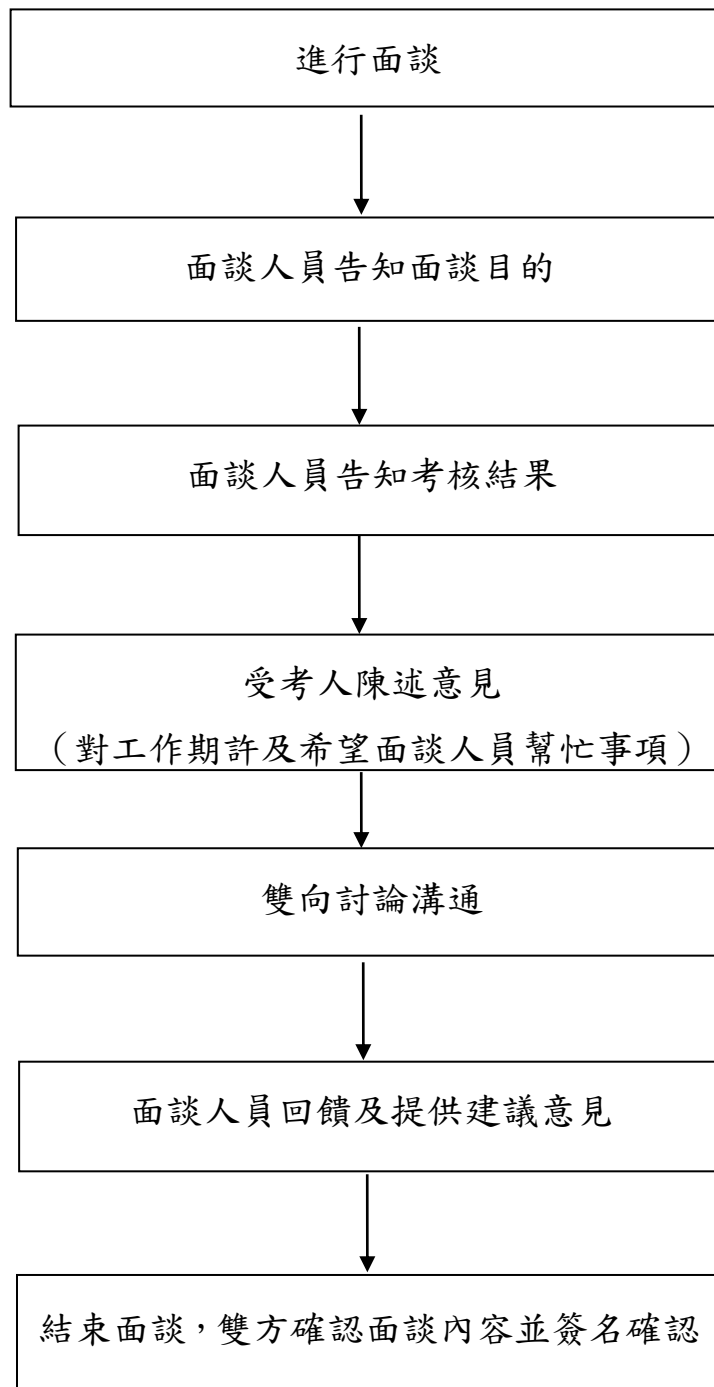 進行面談
面談人員告知面談目的
面談人員告知考核結果
受考人陳述意見
（對工作期許及希望面談人員幫忙事項）
雙向討論溝通
面談人員回饋及提供建議意見
結束面談，雙方確認面談內容並簽名確認